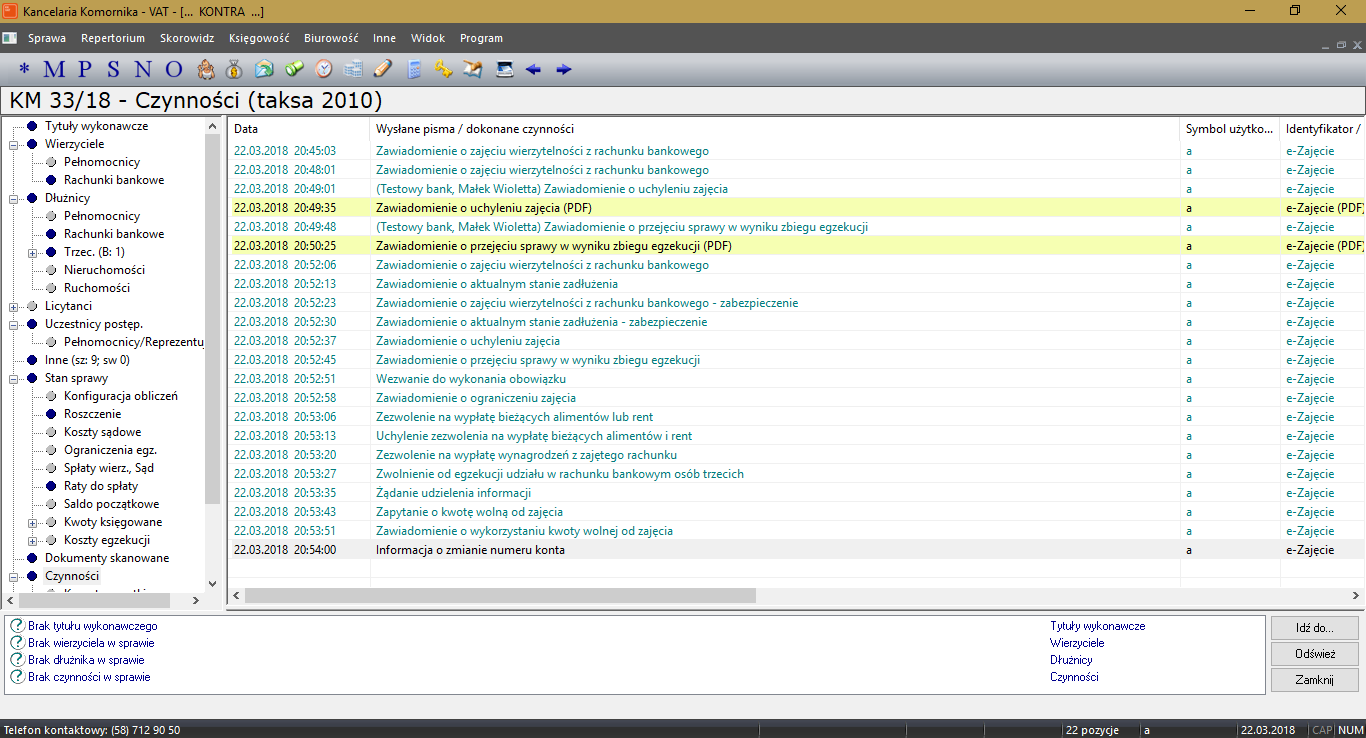 Kancelaria Komornika - VAT - [... KONTRA ...]
Sprawa Repertorium Skorowidz Księgowość Biurowość Inne Widok Program
* M P S N O
KM 33/18 - Czynności (taksa 2010)
Tytuły wykonawcze
Wierzyciele
Pełnomocnicy
Rachunki bankowe
Dłużnicy
Pełnomocnicy
Rachunki bankowe
Trzec. (B: 1)
Nieruchomości
Ruchomości
Licytanci
Uczestnicy postęp.
Pełnomocnicy/Reprezentu
Inne (sz: 9; sw 0)
Stan sprawy
Konfiguracja obliczeń
Roszczenie
Koszty sądowe
Ograniczenia egz.
Spłaty wierz., Sąd
Raty do spłaty
Saldo początkowe
Kwoty księgowane
Koszty egzekucji
Dokumenty skanowane
Czynności
Data Wysłane pisma / dokonane czynności Symbol użytko... Identyfikator /
22.03.2018 20:45:03 Zawiadomienie o zajęciu wierzytelności z rachunku bankowego a e-Zajęcie
22.03.2018 20:48:01 Zawiadomienie o zajęciu wierzytelności z rachunku bankowego a e-Zajęcie
22.03.2018 20:49:01 (Testowy bank, Małek Wioletta) Zawiadomienie o uchyleniu zajęcia a e-Zajęcie
22.03.2018 20:49:35 Zawiadomienie o uchyleniu zajęcia (PDF) a e-Zajęcie (PDF)
22.03.2018 20:49:48 (Testowy bank, Małek Wioletta) Zawiadomienie o przejęciu sprawy w wyniku zbiegu egzekucji a e-Zajęcie
22.03.2018 20:50:25 Zawiadomienie o przejęciu sprawy w wyniku zbiegu egzekucji (PDF) a e-Zajęcie (PDF)
22.03.2018 20:52:06 Zawiadomienie o zajęciu wierzytelności z rachunku bankowego a e-Zajęcie
22.03.2018 20:52:13 Zawiadomienie o aktualnym stanie zadłużenia a e-Zajęcie
22.03.2018 20:52:23 Zawiadomienie o zajęciu wierzytelności z rachunku bankowego - zabezpieczenie a e-Zajęcie
22.03.2018 20:52:30 Zawiadomienie o aktualnym stanie zadłużenia - zabezpieczenie a e-Zajęcie
22.03.2018 20:52:37 Zawiadomienie o uchyleniu zajęcia a e-Zajęcie
22.03.2018 20:52:45 Zawiadomienie o przejęciu sprawy w wyniku zbiegu egzekucji a e-Zajęcie
22.03.2018 20:52:51 Wezwanie do wykonania obowiązku a e-Zajęcie
22.03.2018 20:52:58 Zawiadomienie o ograniczeniu zajęcia a e-Zajęcie
22.03.2018 20:53:06 Zezwolenie na wypłatę bieżących alimentów lub rent a e-Zajęcie
22.03.2018 20:53:13 Uchylenie zezwolenia na wypłatę bieżących alimentów i rent a e-Zajęcie
22.03.2018 20:53:20 Zezwolenie na wypłatę wynagrodzeń z zajętego rachunku a e-Zajęcie
22.03.2018 20:53:27 Zwolnienie od egzekucji udziału w rachunku bankowym osób trzecich a e-Zajęcie
22.03.2018 20:53:35 Żądanie udzielenia informacji a e-Zajęcie
22.03.2018 20:53:43 Zapytanie o kwotę wolną od zajęcia a e-Zajęcie
22.03.2018 20:53:51 Zawiadomienie o wykorzystaniu kwoty wolnej od zajęcia a e-Zajęcie
22.03.2018 20:54:00 Informacja o zmianie numeru konta a e-Zajęcie
Brak tytułu wykonawczego Tytuły wykonawcze
Brak wierzyciela w sprawie Wierzyciele
Brak dłużnika w sprawie Dłużnicy
Brak czynności w sprawie Czynności
Idź do...
Odśwież
Zamknij
Telefon kontaktowy: (58) 712 90 50 22 pozycje a 22.03.2018 CAP NUM